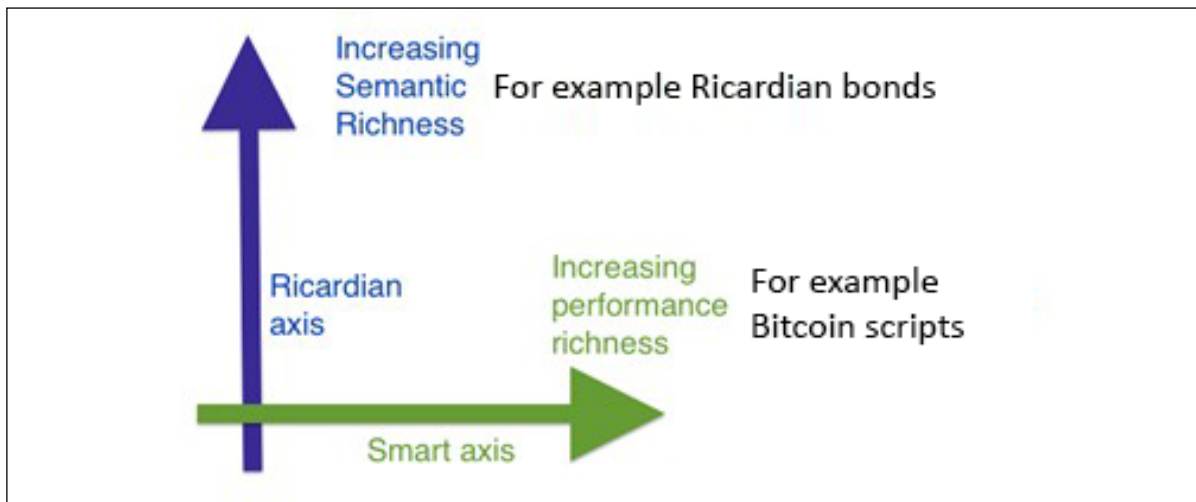 Increasing
Semantic
Richness
For example Ricardian bonds
Ricardian
axis
Increasing
performance
richness
For example
Bitcoin scripts
Smart axis